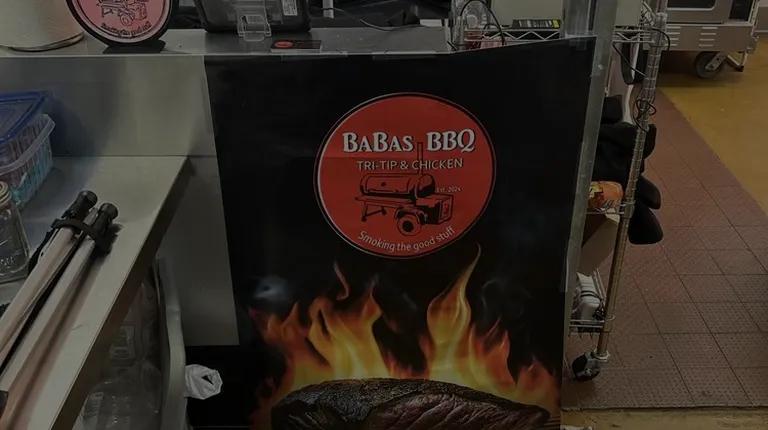 BABAS BBQ
TRI-TIP & CHICKEN
Est. 2024
Smoking the good stuff